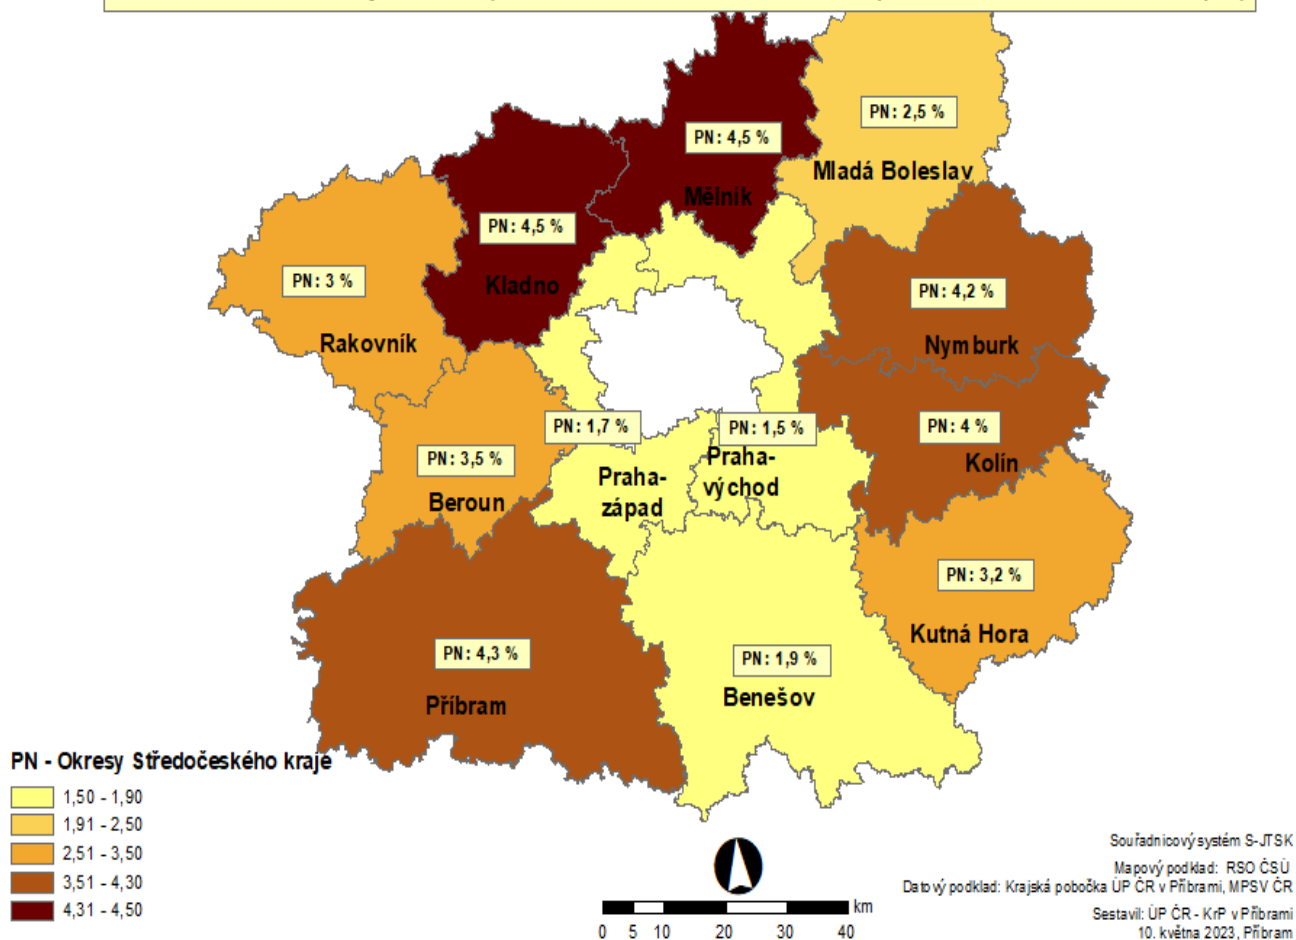 PN: 2,5 %
PN: 4,5 %
Mladá Boleslav
Mělník
PN: 4,5 %
PN: 3 %
Kladno
PN: 4,2 %
Rakovník
Nymburk
PN: 1,7 %
PN: 1,5 %
PN: 4 %
PN: 3,5 %
Praha-
východ
Kolín
Praha-
západ
Beroun
PN: 3,2 %
Kutná Hora
PN: 4,3 %
PN: 1,9 %
Příbram
Benešov
PN - Okresy Středočeského kraje
1,50 - 1,90
1,91 - 2,50
2,51 - 3,50
3,51 - 4,30
4,31 - 4,50
km
0 5 10 20 30 40
Souřadnicový systém S-JTSK
Mapový podklad: RSO ČSÚ
Datový podklad: Krajská pobočka ÚP ČR v Příbrami, MPSV ČR
Sestavil: ÚP ČR - KrP v Příbrami
10. května 2023, Příbram